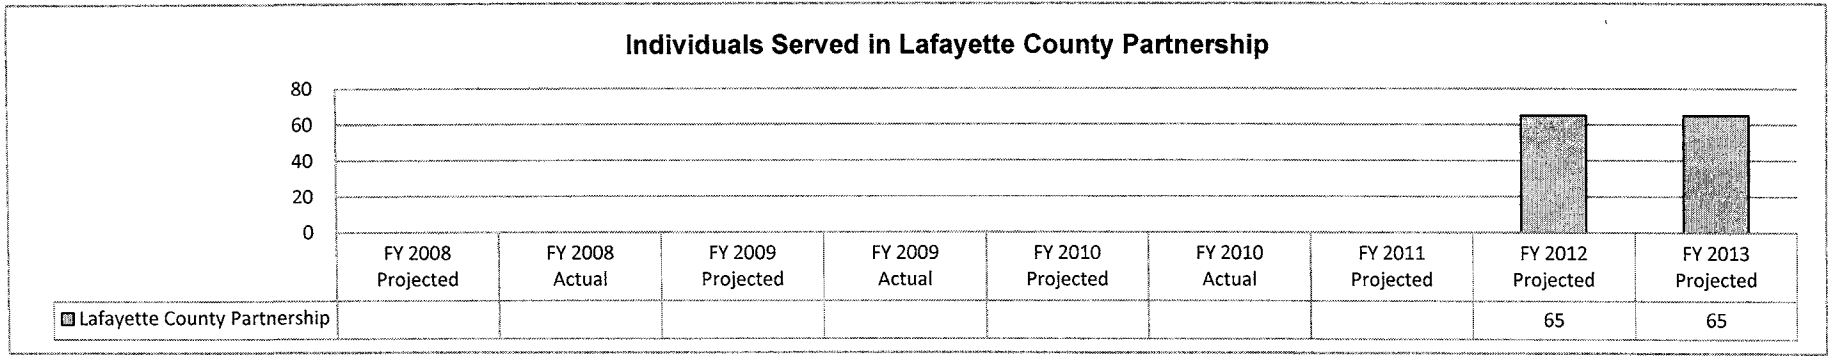 Individuals Served in Lafayette County Partnership
80
60
40
20
0
FY 2008 FY 2008 FY 2009 FY 2009 FY 2010 FY 2010 FY 2011 FY 2012 FY 2013
Projected Actual Projected Actual Projected Actual Projected Projected Projected
Lafayette County Partnership 65 65